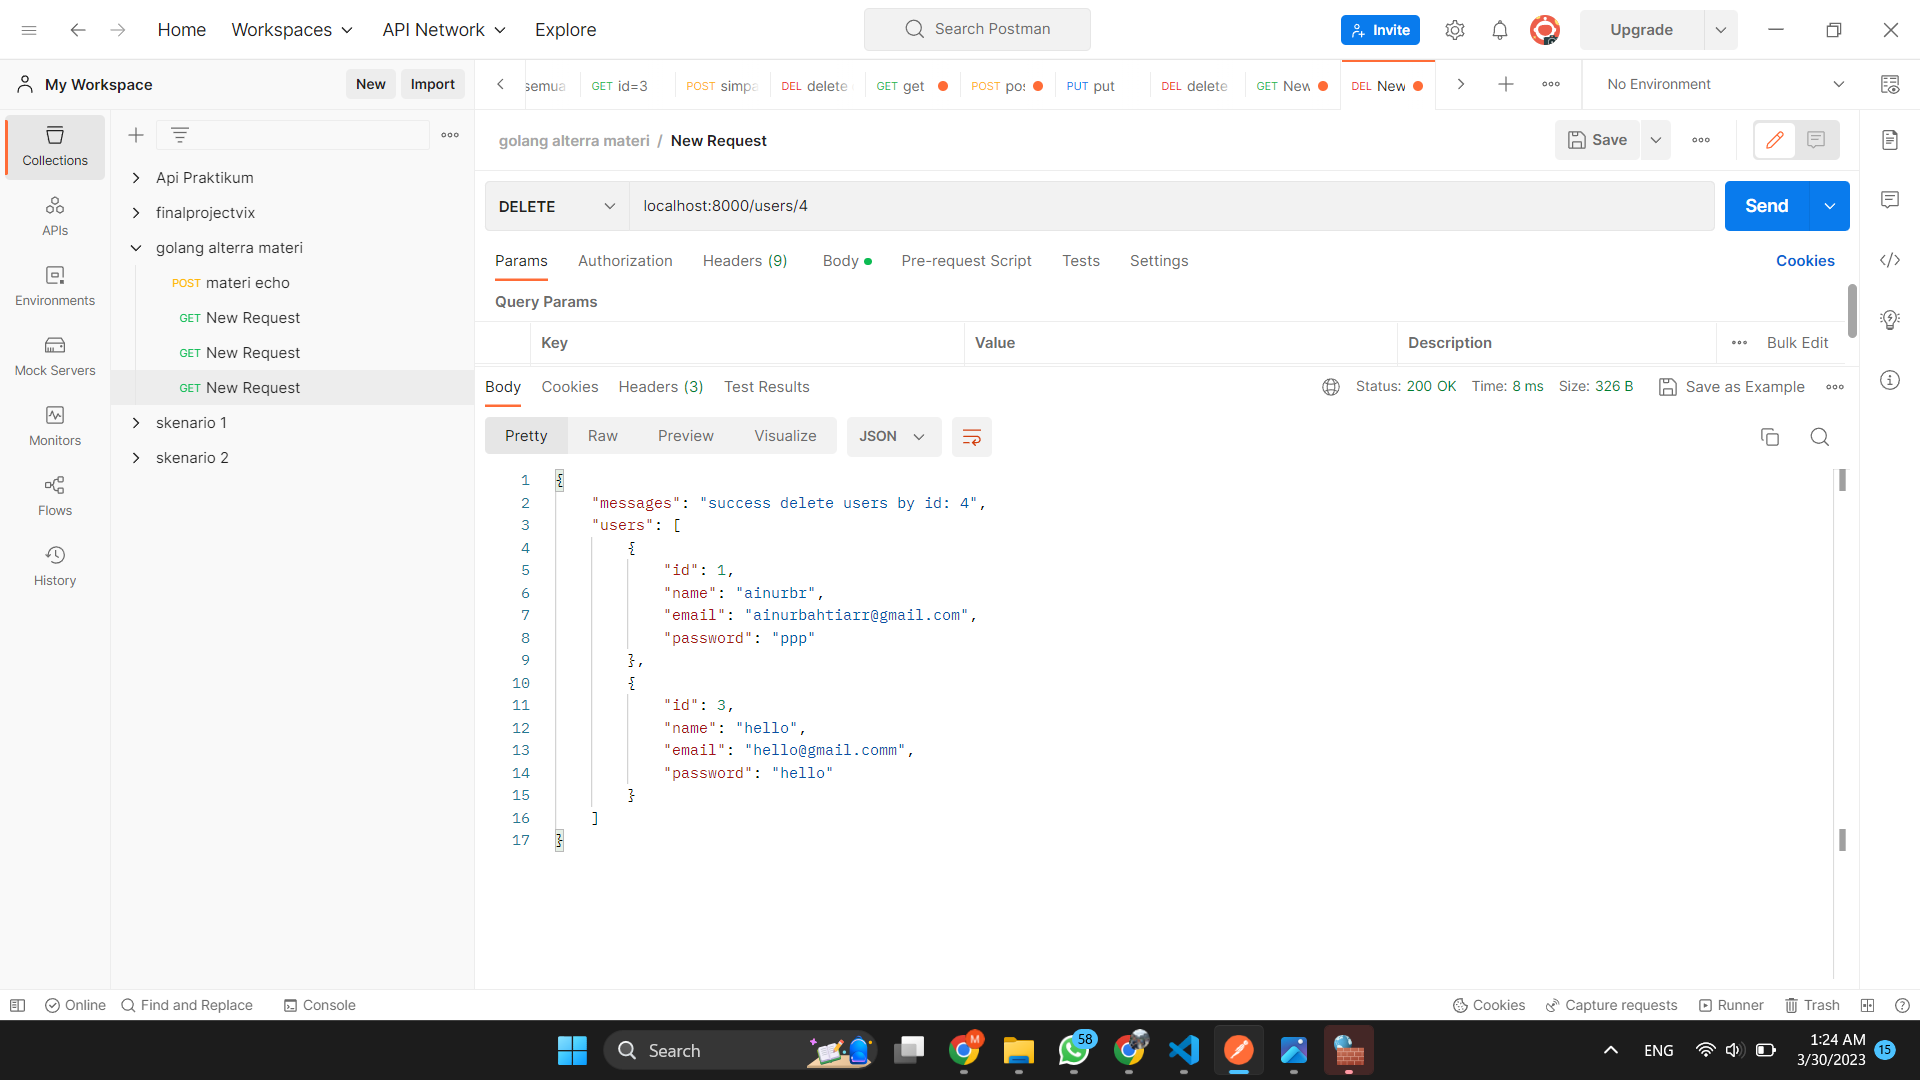 Home Workspaces API Network Explore Search Postman Invite Upgrade
My Workspace New Import
semua GET id=3 POST simpa DEL delete GET get POST pos PUT put DEL delete GET New DEL New No Environment
golang alterra materi / New Request Save
Collections
APIs
Environments
Mock Servers
Monitors
Flows
History
Api Praktikum
finalprojectvix
golang alterra materi
POST materi echo
GET New Request
GET New Request
GET New Request
skenario 1
skenario 2
DELETE localhost:8000/users/4 Send
Params Authorization Headers (9) Body Pre-request Script Tests Settings Cookies
Query Params
Key Value Description Bulk Edit
Body Cookies Headers (3) Test Results Status: 200 OK Time: 8 ms Size: 326 B Save as Example
Pretty Raw Preview Visualize JSON
1 {
2 "messages": "success delete users by id: 4",
3 "users": [
4 {
5 "id": 1,
6 "name": "ainurbr",
7 "email": "ainurbahtiarr@gmail.com",
8 "password": "ppp"
9 },
10 {
11 "id": 3,
12 "name": "hello",
13 "email": "hello@gmail.comm",
14 "password": "hello"
15 }
16 ]
17 }
Online Find and Replace Console Cookies Capture requests Runner Trash
Search M 58 ENG 1:24 AM 15
3/30/2023